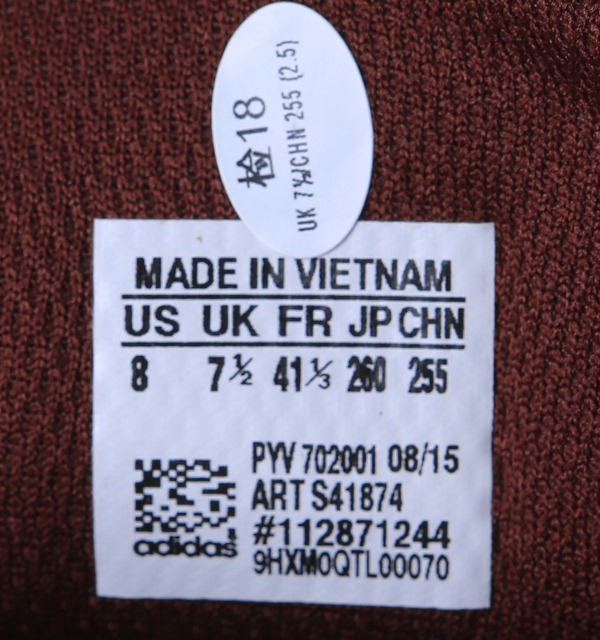 检18
UK 7½/CHN 255 (2.5)
MADE IN VIETNAM
US UK FR JP CHN
8 7½ 41⅓ 260 255
PYV 702001 08/15
ART S41874
#112871244
adidas
9HXM0QTL00070